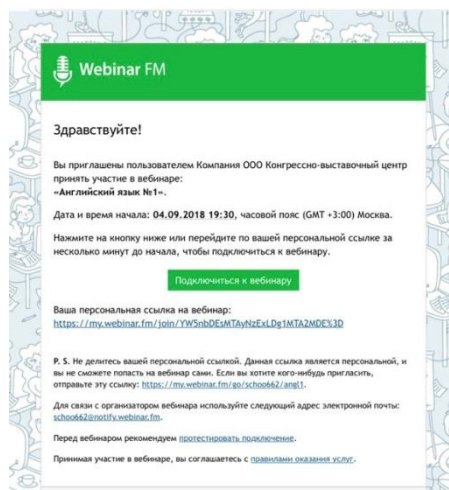 Webinar FM
Здравствуйте!
Вы приглашены пользователем Компания ООО Конгрессно-выставочный центр
принять участие в вебинаре:
«Английский язык №1».
Дата и время начала: 04.09.2018 19:30, часовой пояс (GMT +3:00) Москва.
Нажмите на кнопку ниже или перейдите по вашей персональной ссылке за
несколько минут до начала, чтобы подключиться к вебинару.
Подключиться к вебинару
Ваша персональная ссылка на вебинар:
https://my.webinar.fm/join/YW5nbDEsMTAyNzExLDg1MTA2MDE%3D
P. S. Не делитесь вашей персональной ссылкой. Данная ссылка является персональной, и
вы не сможете попасть на вебинар сами. Если вы хотите кого-нибудь пригласить,
отправьте эту ссылку: https://my.webinar.fm/go/schoo662/angl1.
Для связи с организатором вебинара используйте следующий адрес электронной почты:
schoo662@notify.webinar.fm.
Перед вебинаром рекомендуем протестировать подключение.
Принимая участие в вебинаре, вы соглашаетесь с правилами оказания услуг.